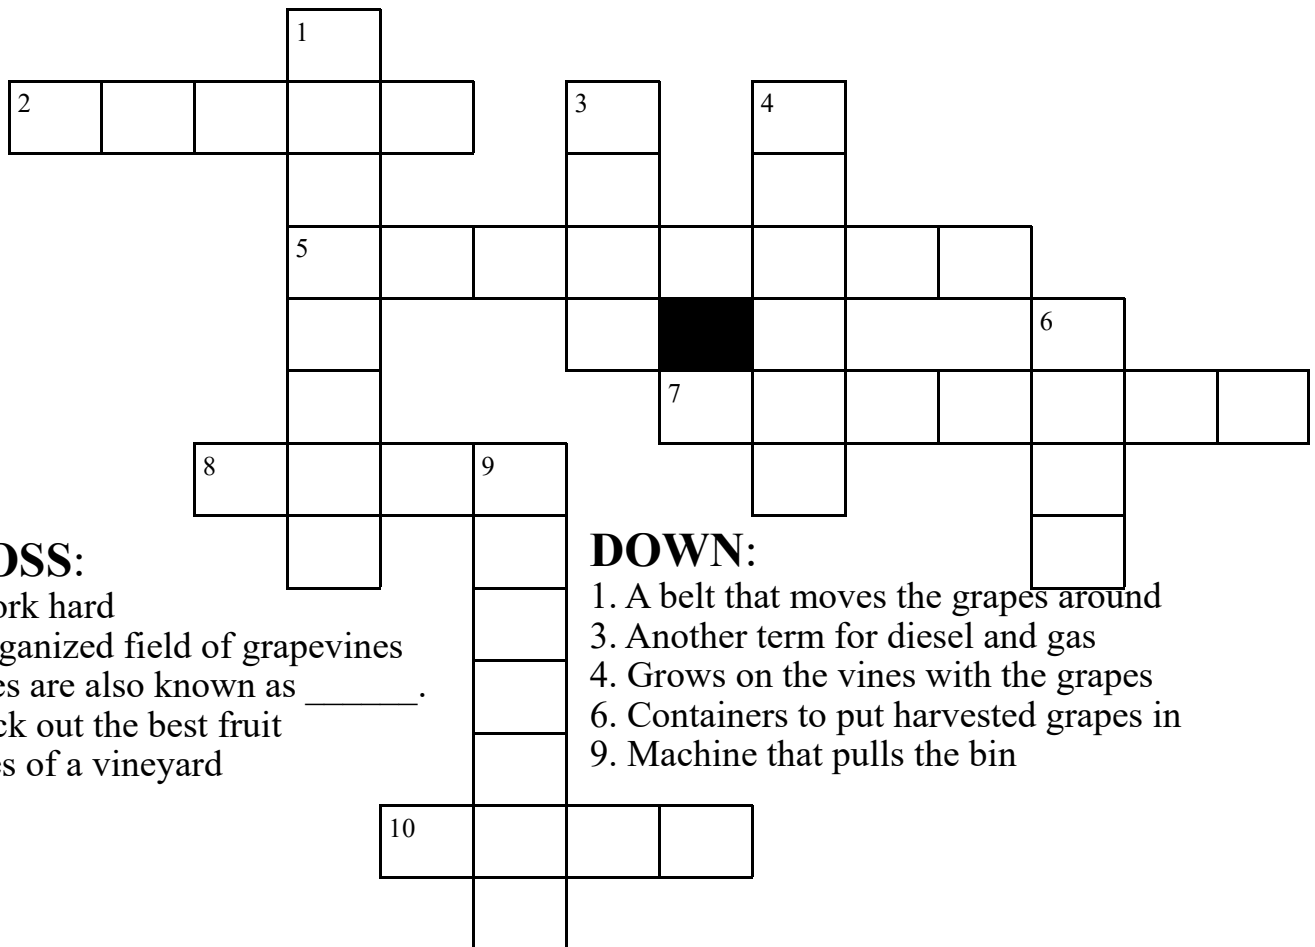 1
2
3
4
5
6
7
8
9
OSS:
ork hard
ganized field of grapevines
es are also known as ______.
ck out the best fruit
es of a vineyard
DOWN:
1. A belt that moves the grapes around
3. Another term for diesel and gas
4. Grows on the vines with the grapes
6. Containers to put harvested grapes in
9. Machine that pulls the bin
10